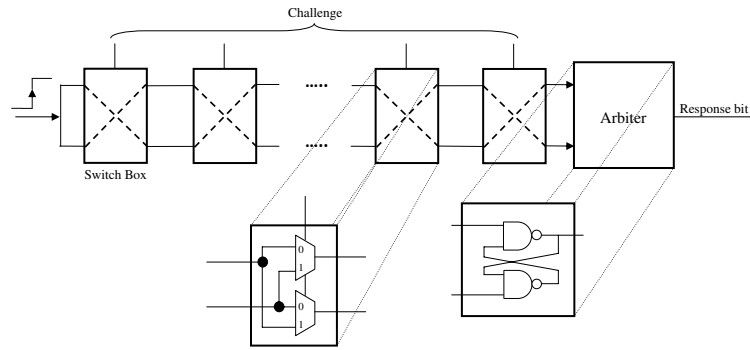 Challenge
..... 
Arbiter
Response bit
.....
Switch Box
0
1
0
1